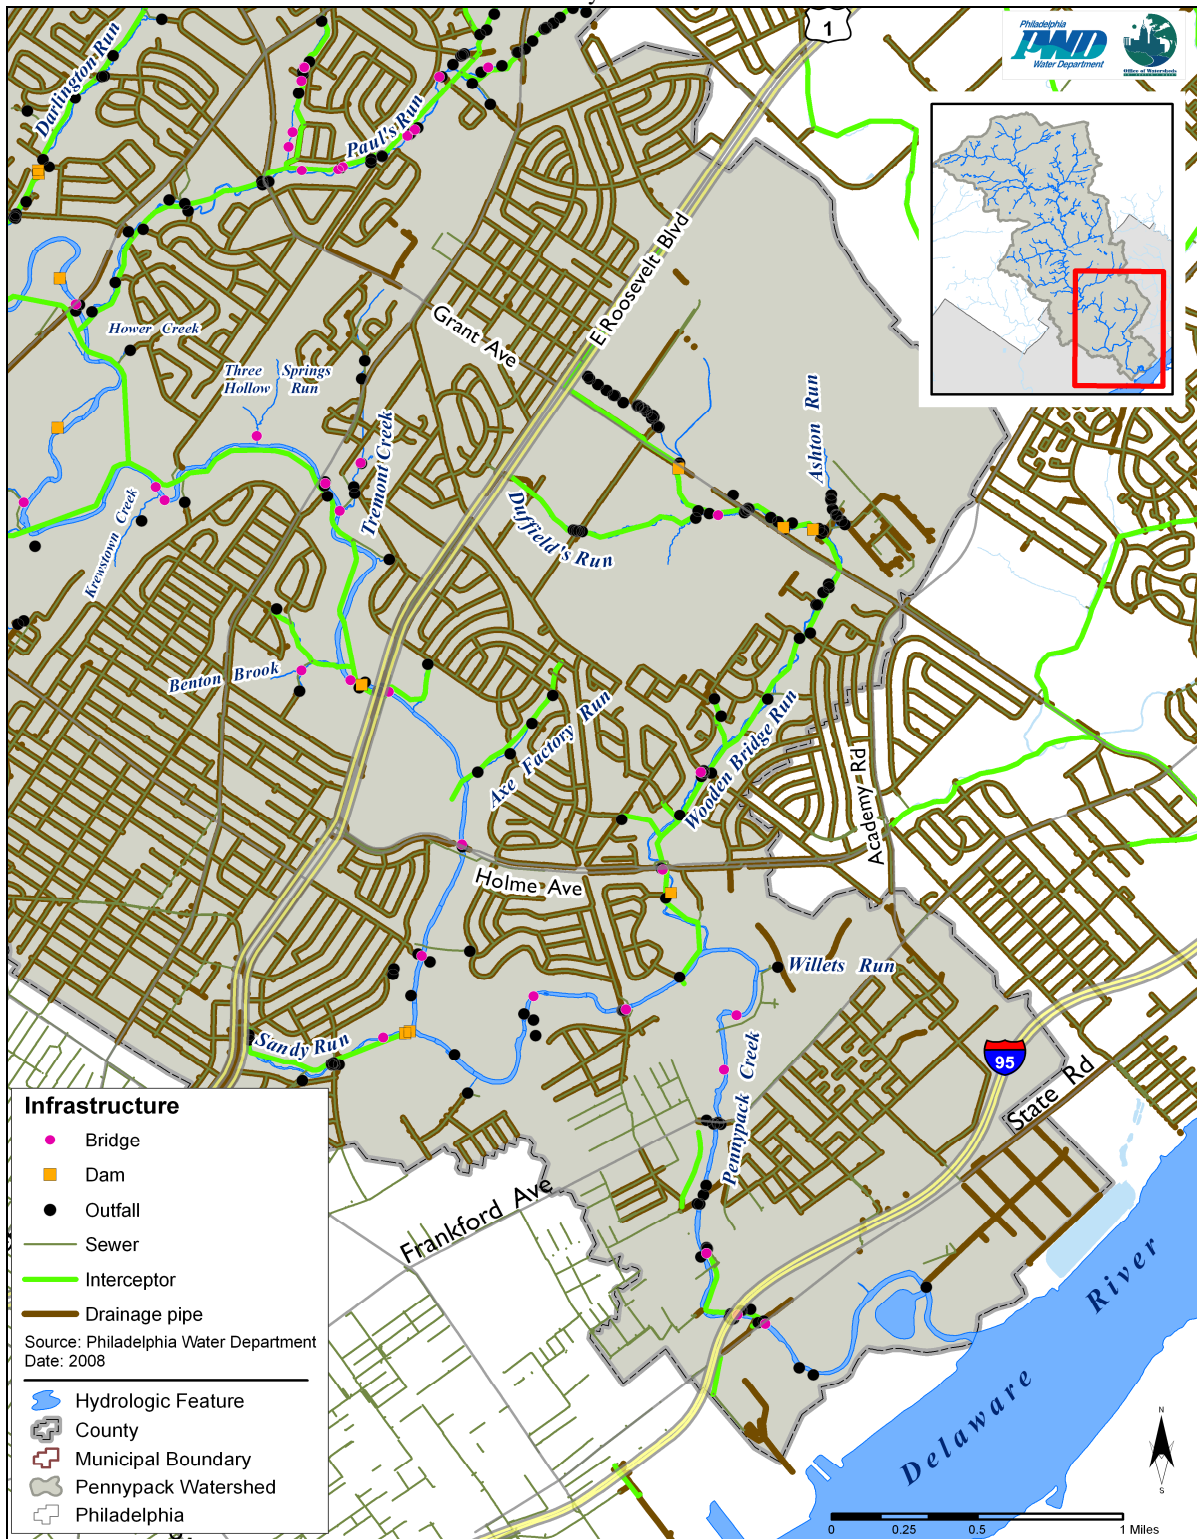 1
Philadelphia
PWD
Water Department
Office of Watersheds
Darlington Run
Paul's Run
E Roosevelt Blvd
Grant Ave
Hower Creek
Three Springs
Hollow Run
Tremont Creek
Ashton Run
Duffield's Run
Krewstown Creek
Benton Brook
Axe Factory Run
Wooden Bridge Run
Academy Rd
Holme Ave
Willets Run
Sandy Run
Pennypack Creek
95
State Rd
Frankford Ave
Delaware River
Infrastructure
Bridge
Dam
Outfall
Sewer
Interceptor
Drainage pipe
Source: Philadelphia Water Department
Date: 2008
Hydrologic Feature
County
Municipal Boundary
Pennypack Watershed
Philadelphia
N
S
0 0.25 0.5 1 Miles